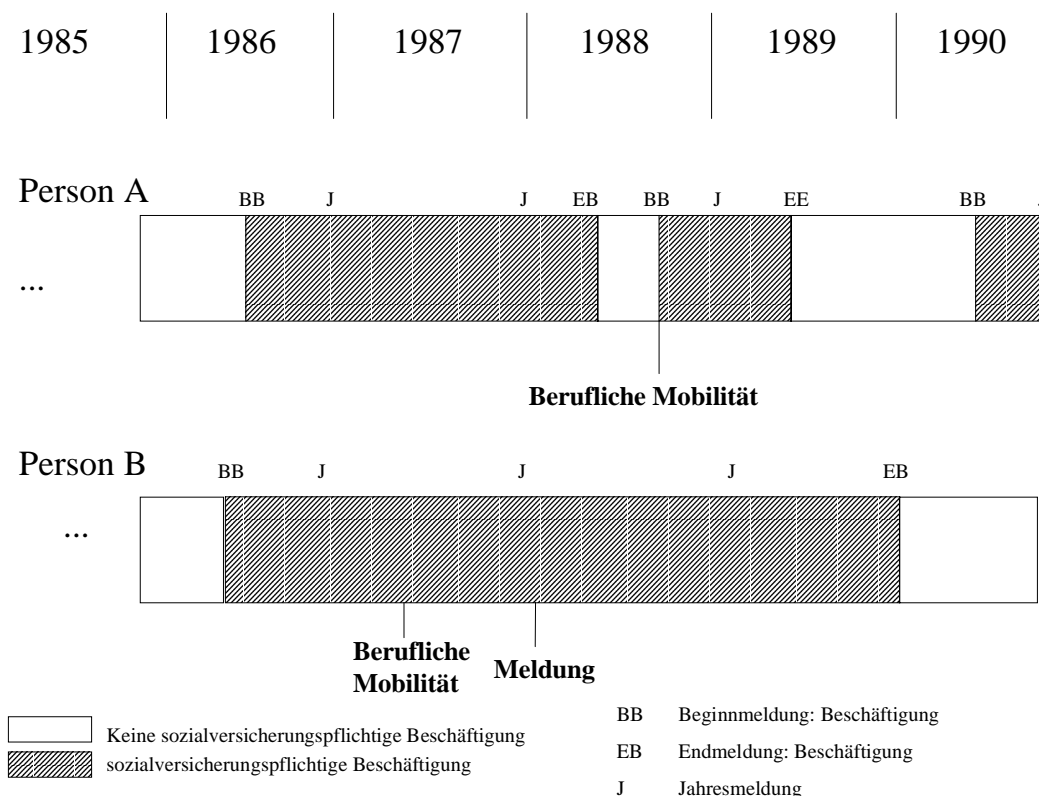 1985 1986 1987 1988 1989 1990
Person A
BB J J EB BB J EE BB
...
Berufliche Mobilität
Person B
BB J J J EB
...
Berufliche
Mobilität
Meldung
Keine sozialversicherungspflichtige Beschäftigung
sozialversicherungspflichtige Beschäftigung
BB Beginnmeldung: Beschäftigung
EB Endmeldung: Beschäftigung
J Jahresmeldung